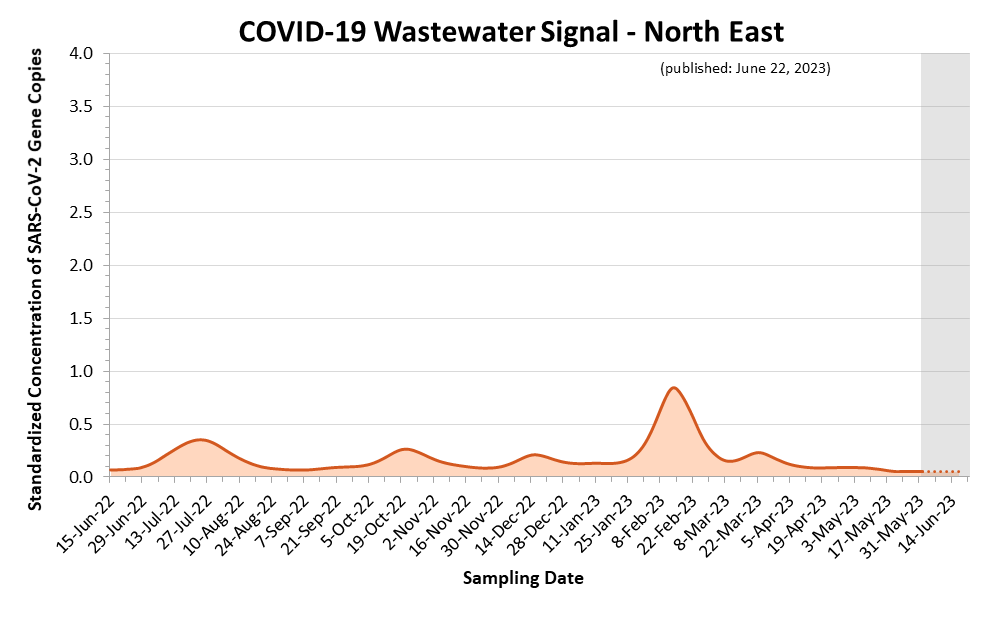 COVID-19 Wastewater Signal - North East
(published: June 22, 2023)
Standardized Concentration of SARS-CoV-2 Gene Copies
4.0
3.5
3.0
2.5
2.0
1.5
1.0
0.5
0.0
15-Jun-22
29-Jun-22
13-Jul-22
27-Jul-22
10-Aug-22
24-Aug-22
7-Sep-22
21-Sep-22
5-Oct-22
19-Oct-22
2-Nov-22
16-Nov-22
30-Nov-22
14-Dec-22
28-Dec-22
11-Jan-23
25-Jan-23
8-Feb-23
22-Feb-23
8-Mar-23
22-Mar-23
5-Apr-23
19-Apr-23
3-May-23
17-May-23
31-May-23
14-Jun-23
Sampling Date